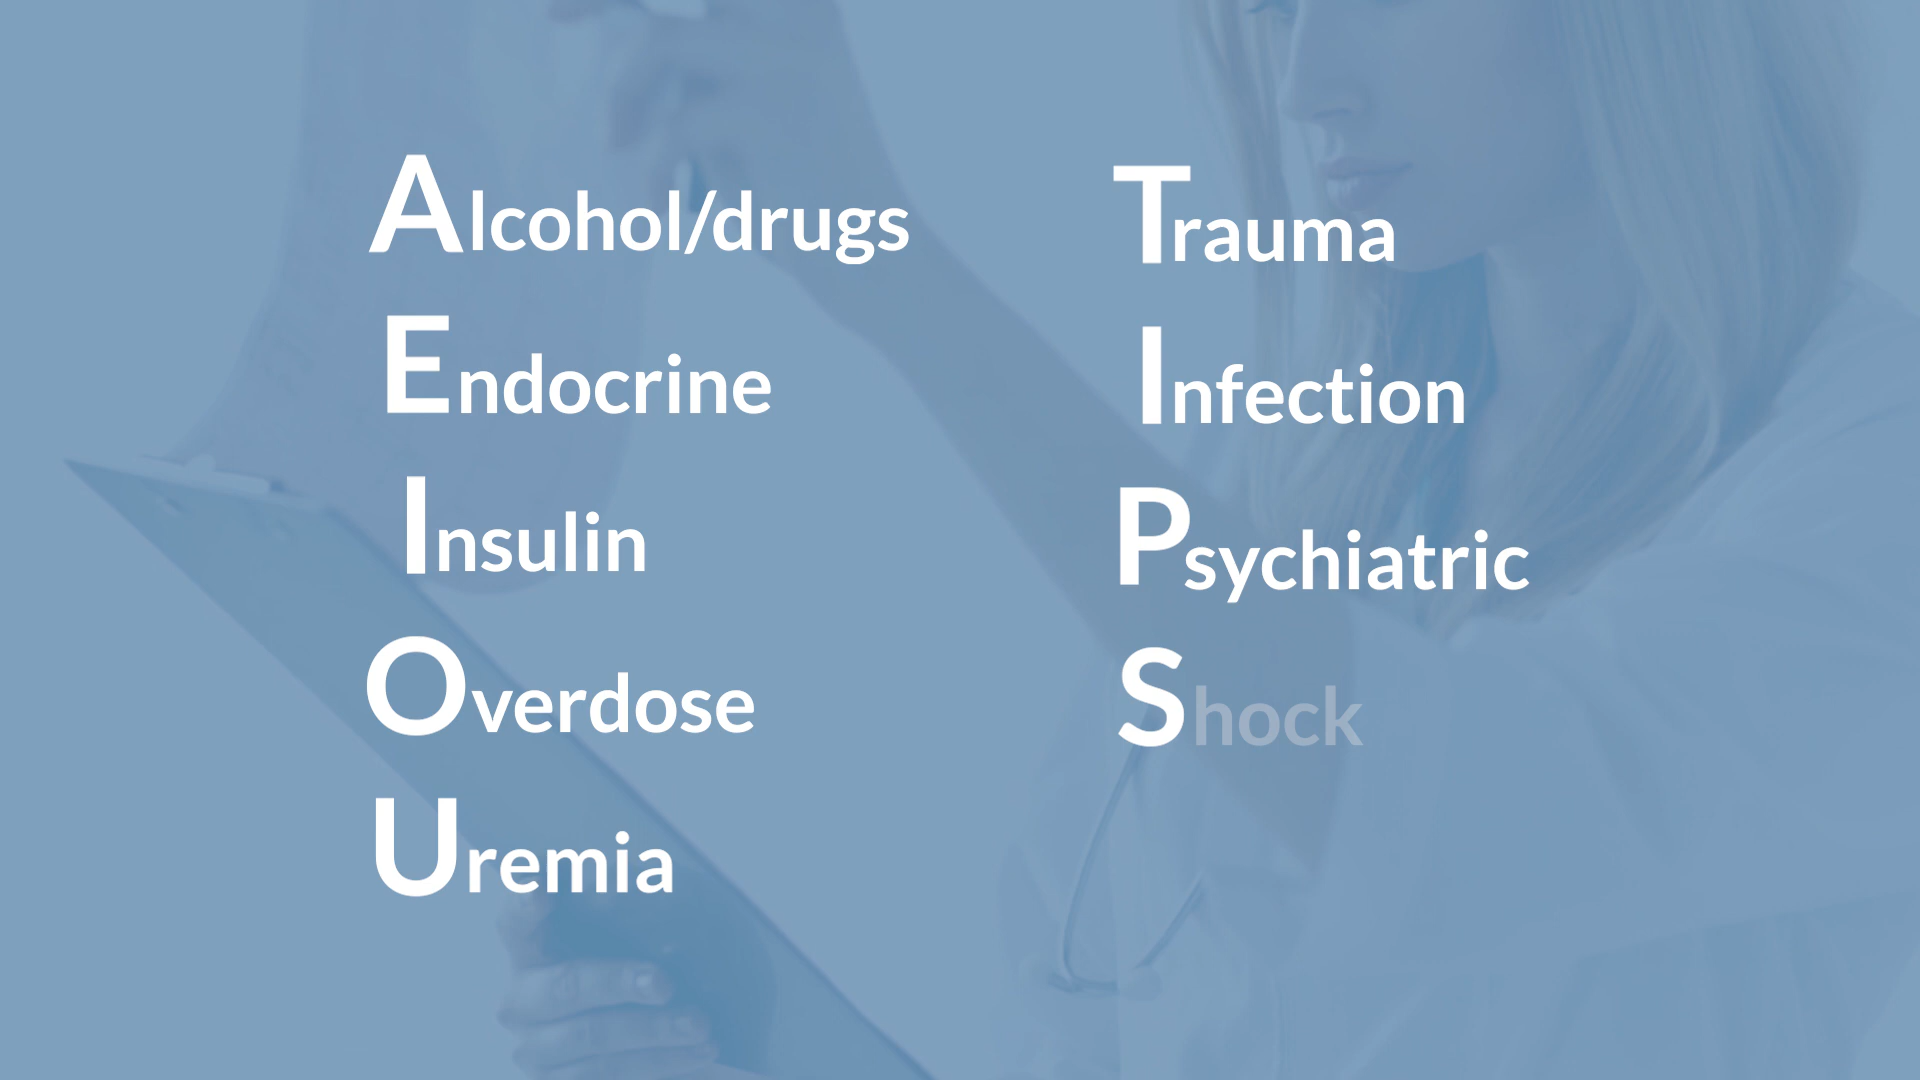 Alcohol/drugs
Endocrine
Insulin
Overdose
Uremia
Trauma
Infection
Psychiatric
Shock